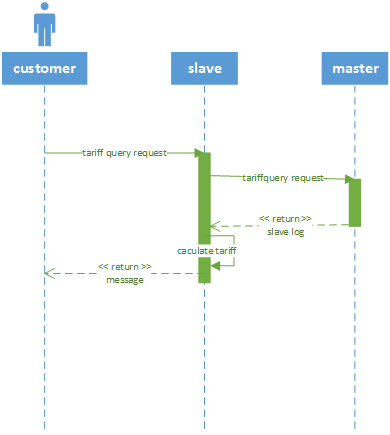 customer
slave
master
tariff query request
tariffquery request
<< return >>
slave log
caculate tariff
<< return >>
message